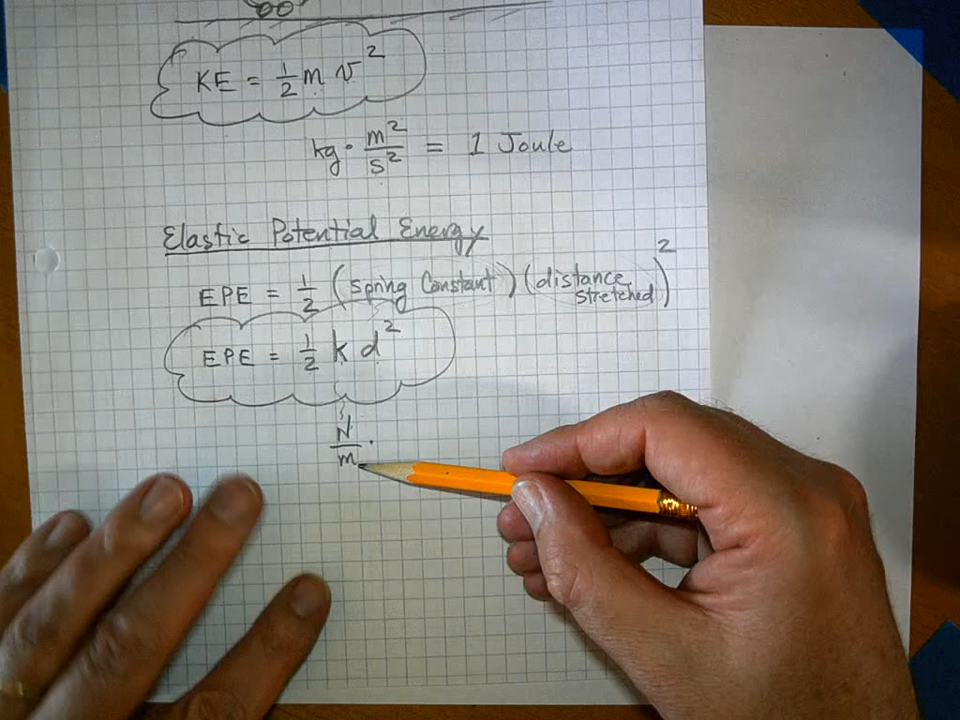 KE = 1/2 m v²
kg · m²/s² = 1 Joule
Elastic Potential Energy
EPE = 1/2 (spring Constant) (distance stretched)²
EPE = 1/2 k d²
N/m ·